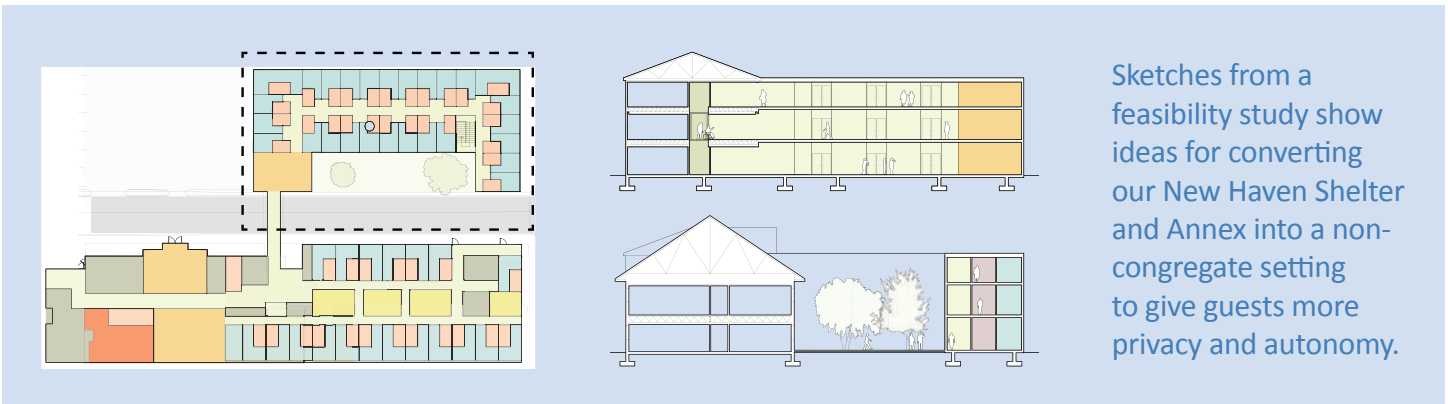 Sketches from a
feasibility study show
ideas for converting
our New Haven Shelter
and Annex into a non-
congregate setting
to give guests more
privacy and autonomy.